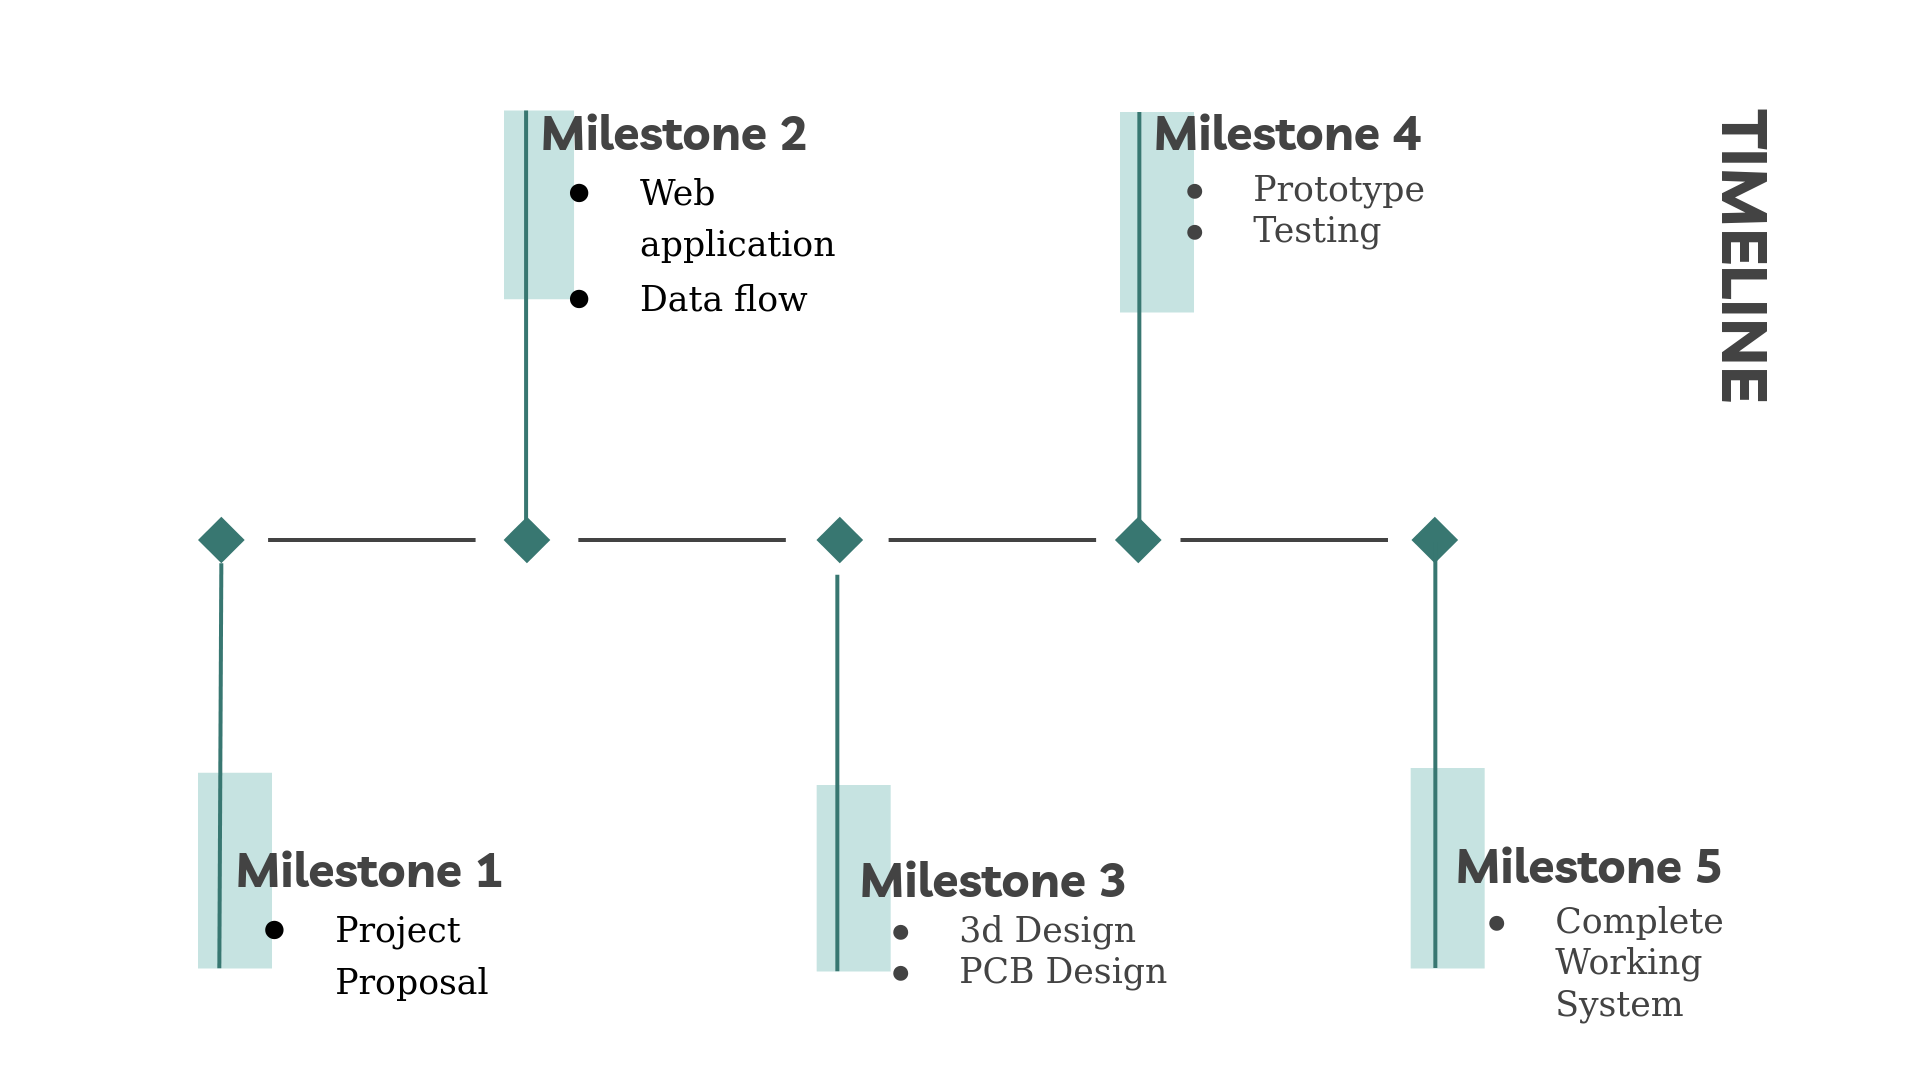 TIMELINE
Milestone 2
● Web
application
● Data flow
Milestone 4
● Prototype
● Testing
Milestone 1
● Project
Proposal
Milestone 3
● 3d Design
● PCB Design
Milestone 5
● Complete
Working
System